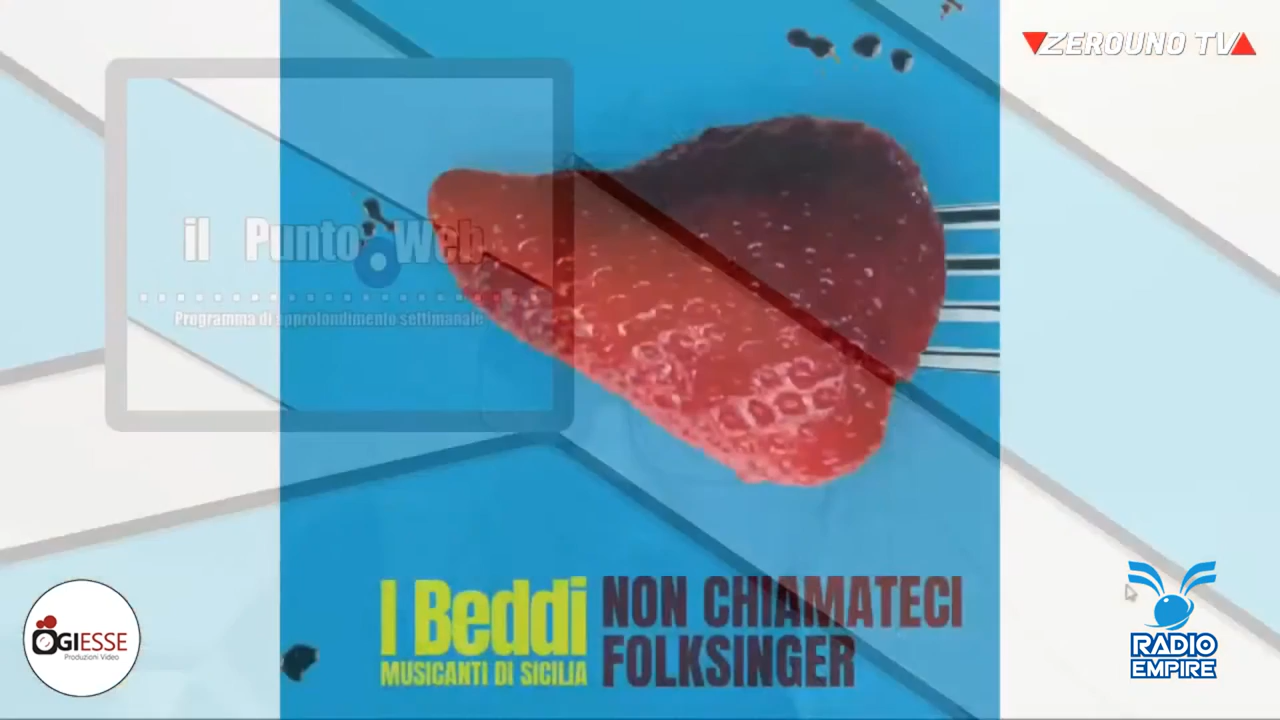 ZEROUNO TV
il Punto Web
Programma di approfondimento settimanale
I Beddi
MUSICANTI DI SICILIA
NON CHIAMATECI
FOLKSINGER
OGIESSE
Produzioni Video
RADIO
EMPIRE